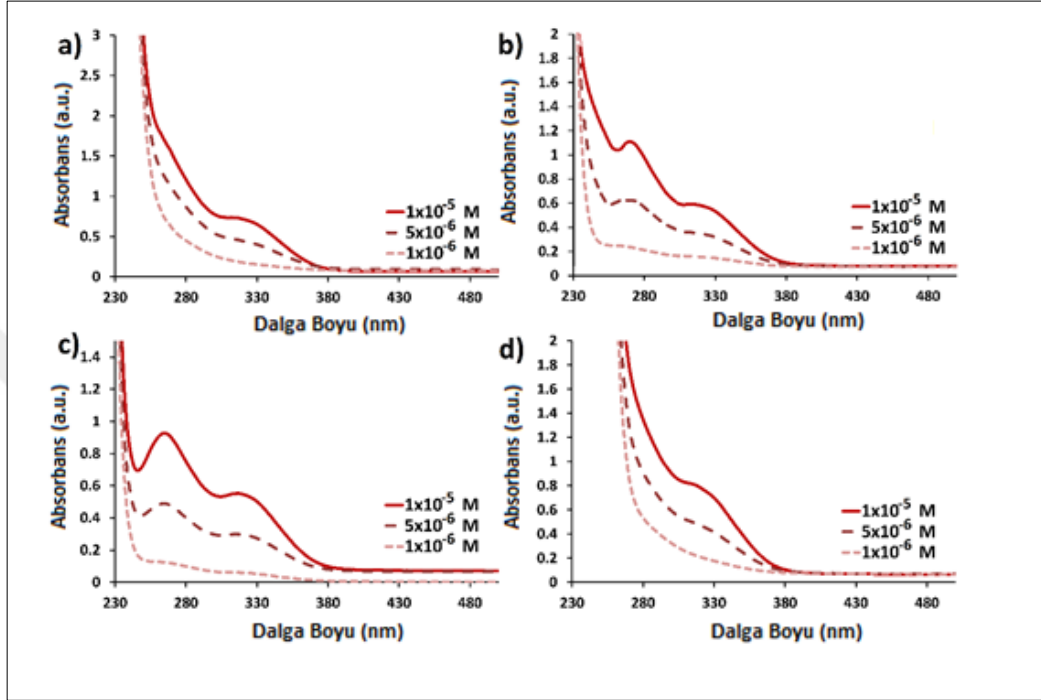 a)
Absorbans (a.u.)
3
2.5
2
1.5
1
0.5
0
230 280 330 380 430 480
Dalga Boyu (nm)
1x10⁻⁵ M
5x10⁻⁶ M
1x10⁻⁶ M
b)
Absorbans (a.u.)
2
1.8
1.6
1.4
1.2
1
0.8
0.6
0.4
0.2
0
230 280 330 380 430 480
Dalga Boyu (nm)
1x10⁻⁵ M
5x10⁻⁶ M
1x10⁻⁶ M
c)
Absorbans (a.u.)
1.4
1.2
1
0.8
0.6
0.4
0.2
0
230 280 330 380 430 480
Dalga Boyu (nm)
1x10⁻⁵ M
5x10⁻⁶ M
1x10⁻⁶ M
d)
Absorbans (a.u.)
2
1.8
1.6
1.4
1.2
1
0.8
0.6
0.4
0.2
0
230 280 330 380 430 480
Dalga Boyu (nm)
1x10⁻⁵ M
5x10⁻⁶ M
1x10⁻⁶ M